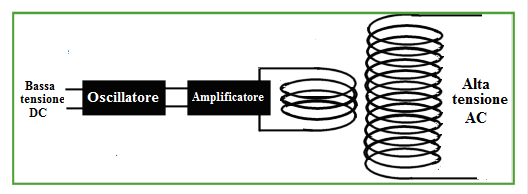 Bassa
tensione
DC
Oscillatore
Amplificatore
Alta
tensione
AC